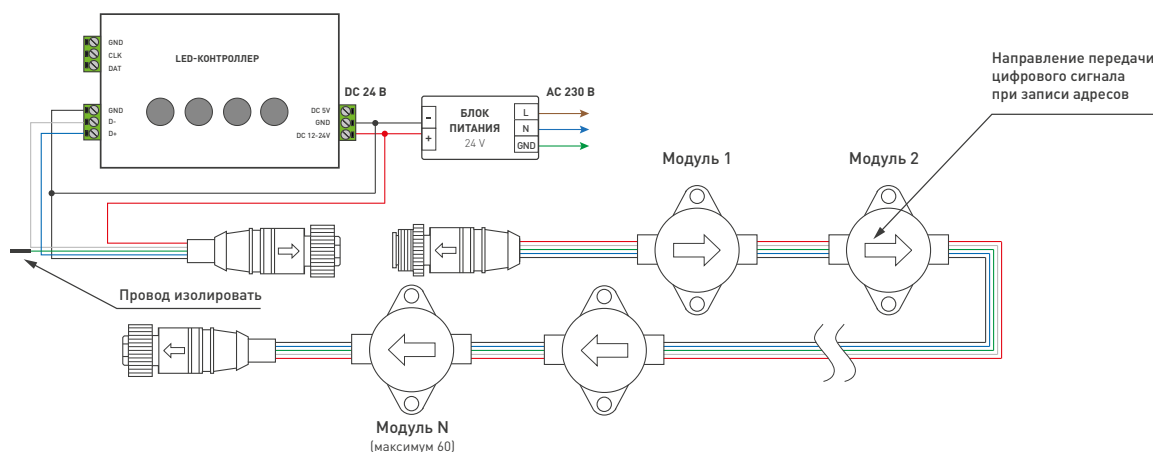 GND
CLK
DAT
LED-КОНТРОЛЛЕР
GND
D-
D+
DC 5V
GND
DC 12-24V
DC 24 В
-
+
БЛОК
ПИТАНИЯ
24 V
L
N
GND
AC 230 В
Направление передачи
цифрового сигнала
при записи адресов
Модуль 1
Модуль 2
Провод изолировать
Модуль N
(максимум 60)